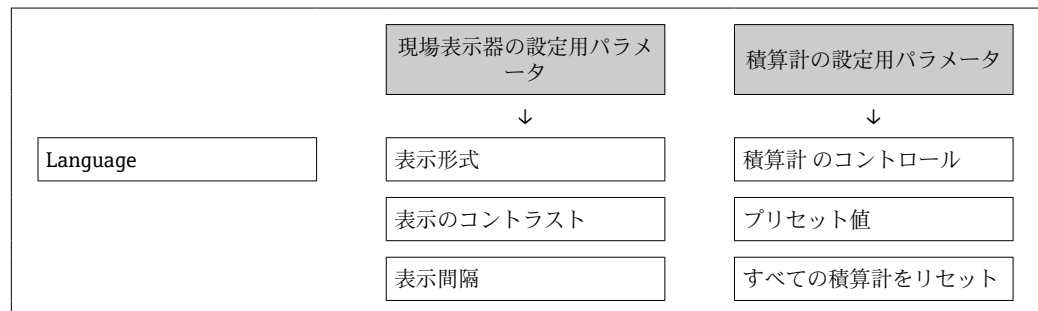 現場表示器の設定用パラメ
ータ
積算計の設定用パラメータ
↓
↓
Language
表示形式
積算計 のコントロール
表示のコントラスト
プリセット値
表示間隔
すべての積算計をリセット